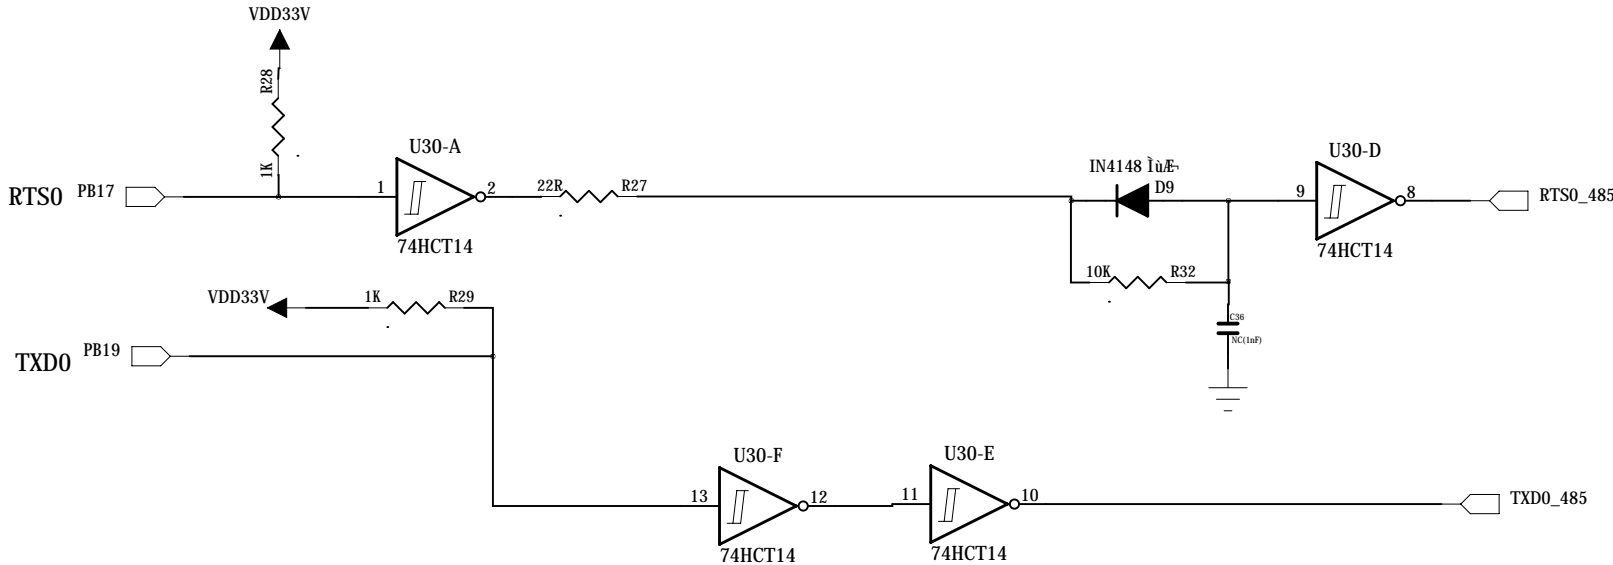 VDD33V
R28
1K
U30-A
U30-D
IN4148 ÌùÆ¬
D9
RTS0 PB17
1
2
22R
R27
9
8
RTS0_485
74HCT14
74HCT14
10K
R32
VDD33V
1K
R29
C36
NC(1nF)
TXD0 PB19
U30-F
U30-E
13
12
11
10
TXD0_485
74HCT14
74HCT14